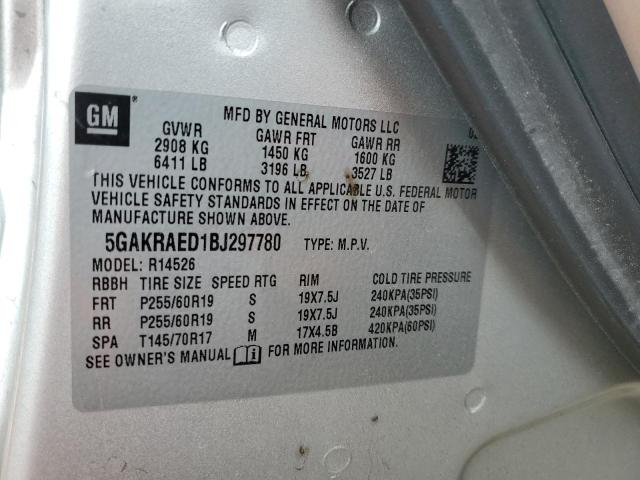 GM
MFD BY GENERAL MOTORS LLC
GVWR GAWR FRT GAWR RR
2908 KG 1450 KG 1600 KG
6411 LB 3196 LB 3527 LB
THIS VEHICLE CONFORMS TO ALL APPLICABLE U.S. FEDERAL MOTOR
VEHICLE SAFETY STANDARDS IN EFFECT ON THE DATE OF
MANUFACTURE SHOWN ABOVE.
5GAKRAED1BJ297780 TYPE: M.P.V.
MODEL: R14526
RBBH TIRE SIZE SPEED RTG RIM COLD TIRE PRESSURE
FRT P255/60R19 S 19X7.5J 240KPA(35PSI)
RR P255/60R19 S 19X7.5J 240KPA(35PSI)
SPA T145/70R17 M 17X4.5B 420KPA(60PSI)
SEE OWNER'S MANUAL FOR MORE INFORMATION.